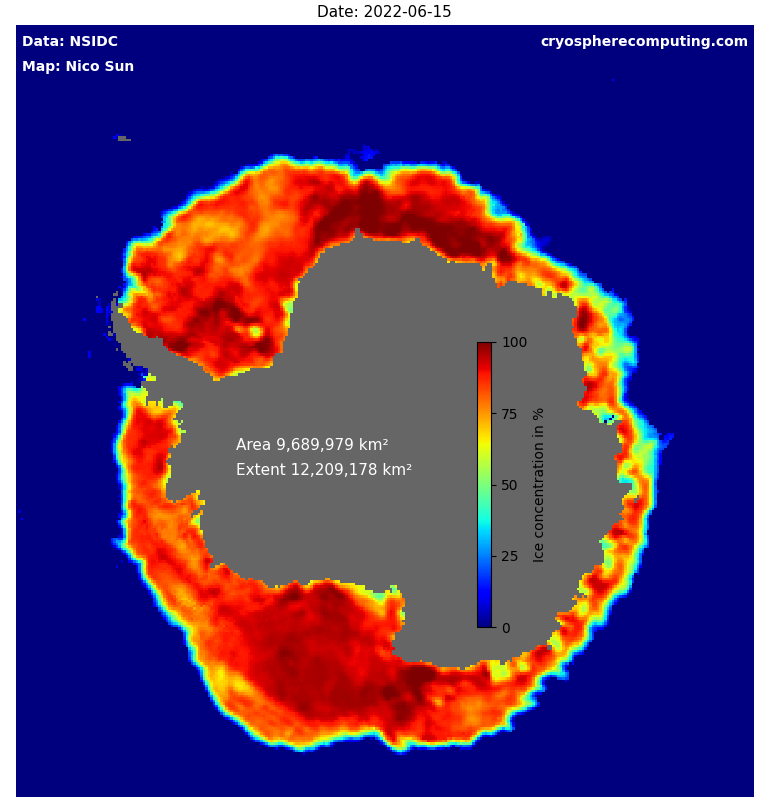 Date: 2022-06-15
Data: NSIDC
cryospherecomputing.com
Map: Nico Sun
100
75
50
25
0
Ice concentration in %
Area 9,689,979 km²
Extent 12,209,178 km²